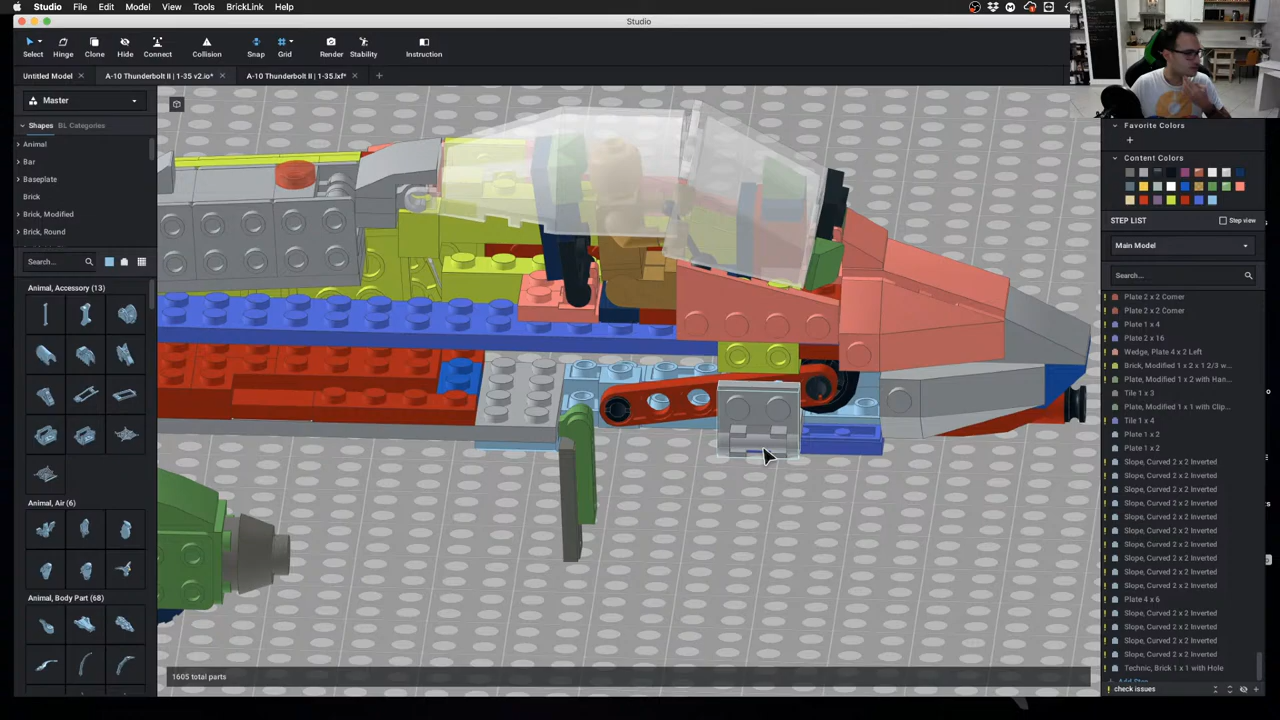 Studio File Edit Model View Tools BrickLink Help
Studio
Select Hinge Clone Hide Connect Collision Snap Grid Render Stability Instruction
Untitled Model A-10 Thunderbolt II | 1-35 v2.io* A-10 Thunderbolt II | 1-35.lxf*
Master
Shapes BL Categories
Animal
Bar
Baseplate
Brick
Brick, Modified
Brick, Round
Search...
Animal, Accessory (13)
Animal, Air (6)
Animal, Body Part (68)
1605 total parts
Favorite Colors
Content Colors
STEP LIST Step view
Main Model
Search...
Plate 2 x 2 Corner
Plate 2 x 2 Corner
Plate 1 x 4
Plate 2 x 16
Wedge, Plate 4 x 2 Left
Brick, Modified 1 x 2 x 1 2/3 w...
Plate, Modified 1 x 2 with Han...
Tile 1 x 3
Plate, Modified 1 x 1 with Clip...
Tile 1 x 4
Plate 1 x 2
Plate 1 x 2
Slope, Curved 2 x 2 Inverted
Slope, Curved 2 x 2 Inverted
Slope, Curved 2 x 2 Inverted
Slope, Curved 2 x 2 Inverted
Slope, Curved 2 x 2 Inverted
Slope, Curved 2 x 2 Inverted
Slope, Curved 2 x 2 Inverted
Slope, Curved 2 x 2 Inverted
Slope, Curved 2 x 2 Inverted
Slope, Curved 2 x 2 Inverted
Plate 4 x 6
Slope, Curved 2 x 2 Inverted
Slope, Curved 2 x 2 Inverted
Slope, Curved 2 x 2 Inverted
Slope, Curved 2 x 2 Inverted
Technic, Brick 1 x 1 with Hole
Add Step
check issues